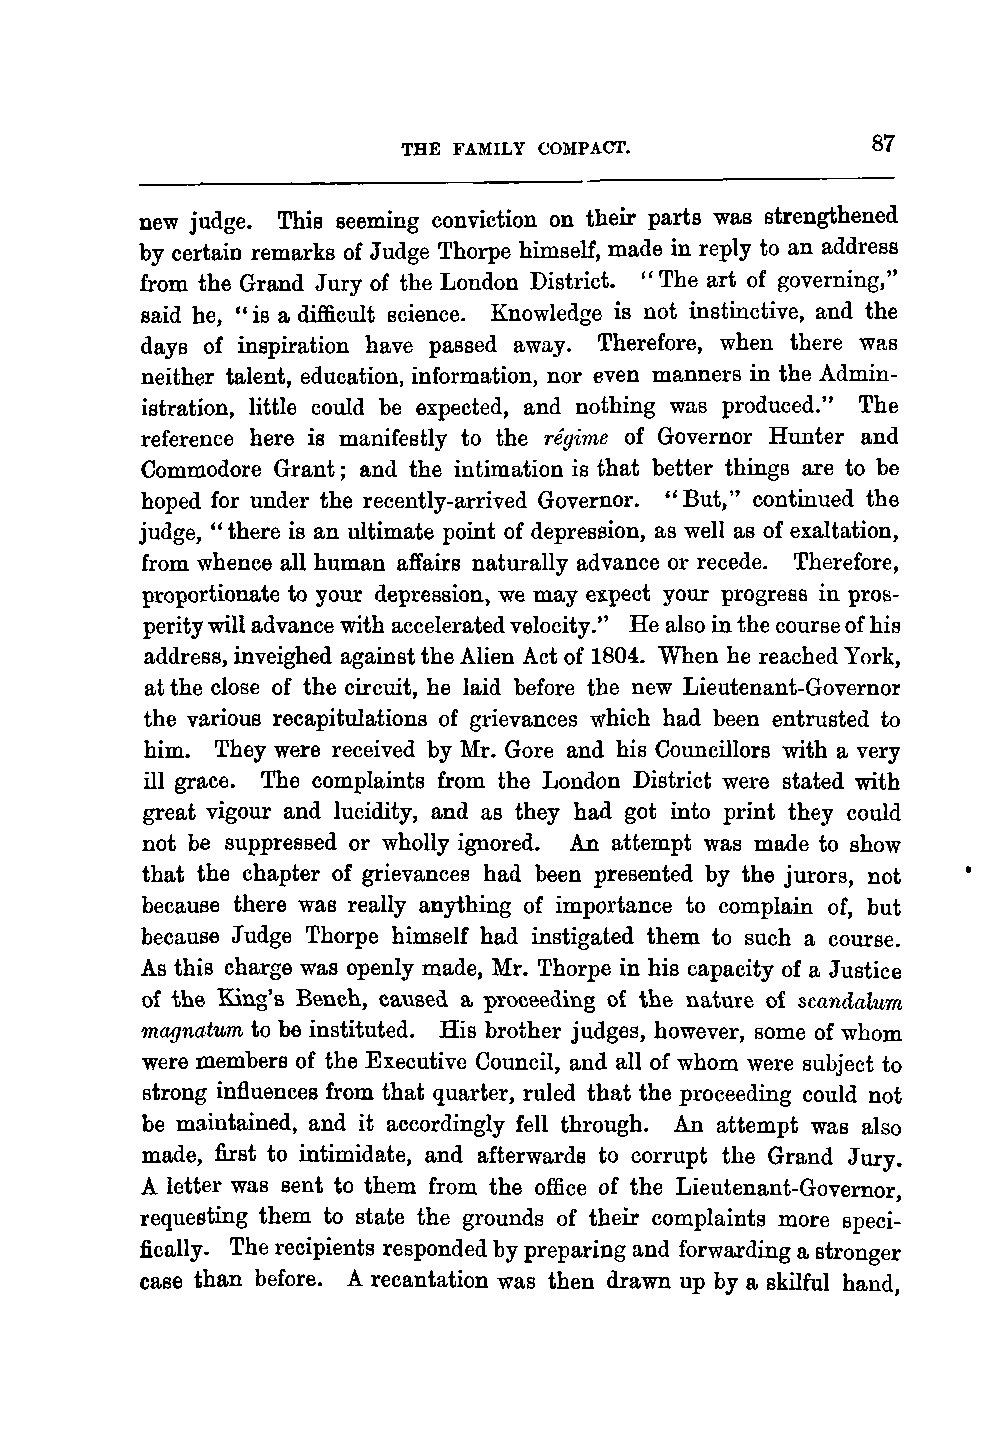 THE FAMILY COMPACT. 87
new judge. This seeming conviction on their parts was strengthened
by certain remarks of Judge Thorpe himself, made in reply to an address
from the Grand Jury of the London District. “The art of governing,”
said he, “is a difficult science. Knowledge is not instinctive, and the
days of inspiration have passed away. Therefore, when there was
neither talent, education, information, nor even manners in the Admin-
istration, little could be expected, and nothing was produced.” The
reference here is manifestly to the régime of Governor Hunter and
Commodore Grant; and the intimation is that better things are to be
hoped for under the recently-arrived Governor. “But,” continued the
judge, “there is an ultimate point of depression, as well as of exaltation,
from whence all human affairs naturally advance or recede. Therefore,
proportionate to your depression, we may expect your progress in pros-
perity will advance with accelerated velocity.” He also in the course of his
address, inveighed against the Alien Act of 1804. When he reached York,
at the close of the circuit, he laid before the new Lieutenant-Governor
the various recapitulations of grievances which had been entrusted to
him. They were received by Mr. Gore and his Councillors with a very
ill grace. The complaints from the London District were stated with
great vigour and lucidity, and as they had got into print they could
not be suppressed or wholly ignored. An attempt was made to show
that the chapter of grievances had been presented by the jurors, not
because there was really anything of importance to complain of, but
because Judge Thorpe himself had instigated them to such a course.
As this charge was openly made, Mr. Thorpe in his capacity of a Justice
of the King’s Bench, caused a proceeding of the nature of scandalum
magnatum to be instituted. His brother judges, however, some of whom
were members of the Executive Council, and all of whom were subject to
strong influences from that quarter, ruled that the proceeding could not
be maintained, and it accordingly fell through. An attempt was also
made, first to intimidate, and afterwards to corrupt the Grand Jury.
A letter was sent to them from the office of the Lieutenant-Governor,
requesting them to state the grounds of their complaints more speci-
fically. The recipients responded by preparing and forwarding a stronger
case than before. A recantation was then drawn up by a skilful hand,